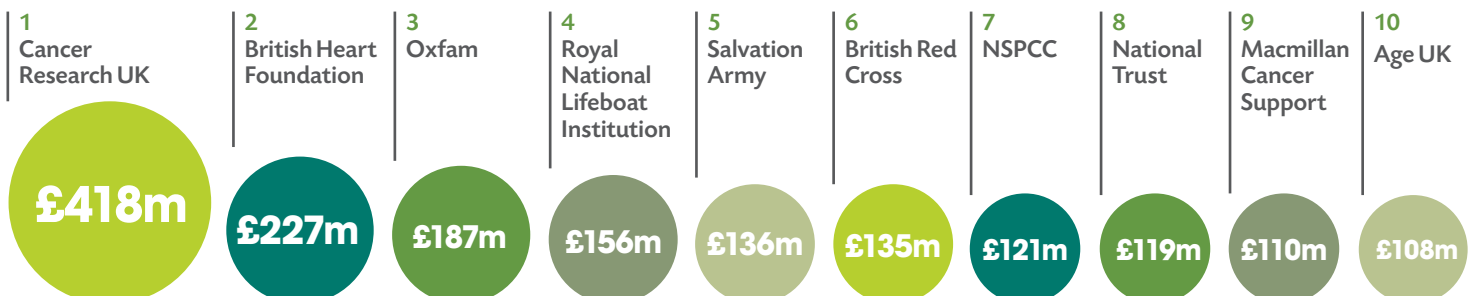 1
Cancer
Research UK
£418m
2
British Heart
Foundation
£227m
3
Oxfam
£187m
4
Royal
National
Lifeboat
Institution
£156m
5
Salvation
Army
£136m
6
British Red
Cross
£135m
7
NSPCC
£121m
8
National
Trust
£119m
9
Macmillan
Cancer
Support
£110m
10
Age UK
£108m